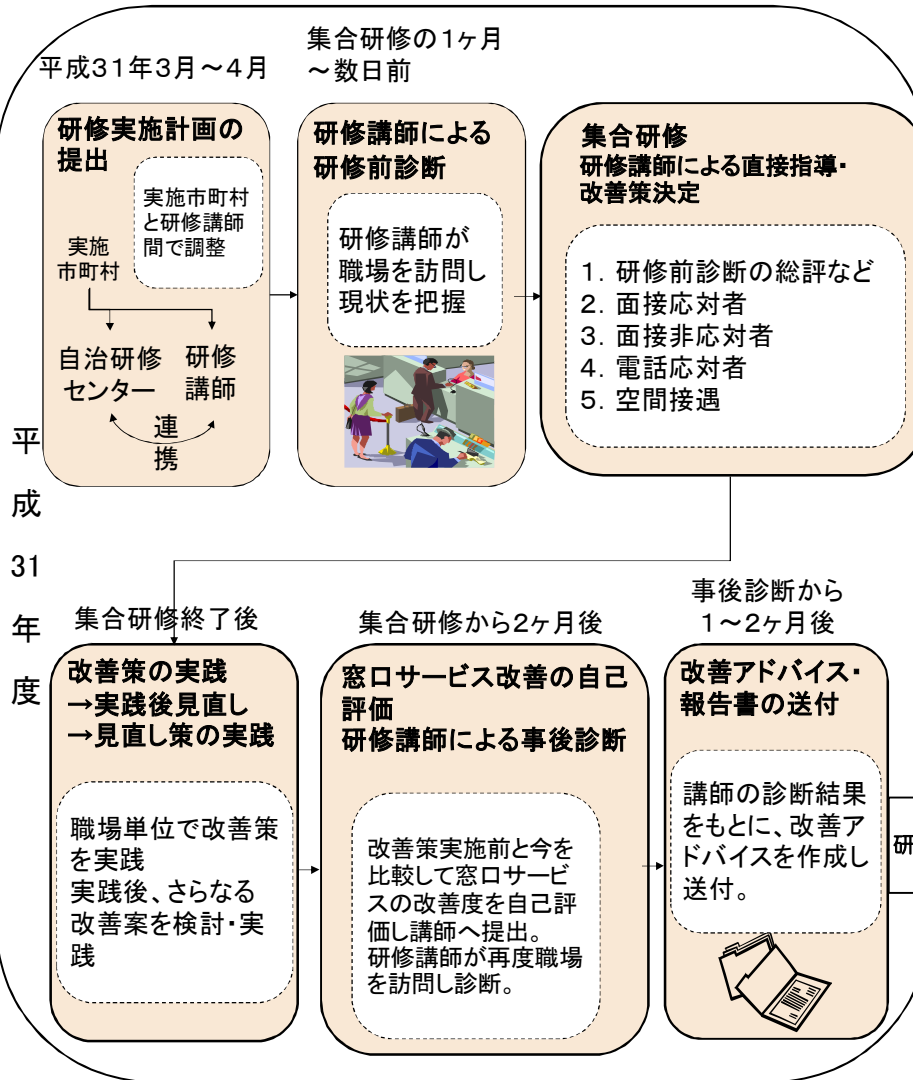 平成31年3月～4月
集合研修の1ヶ月
～数日前
研修実施計画の
提出
実施市町村
と研修講師
間で調整
実施
市町村
自治研修
センター
研修
講師
連
携
研修講師による
研修前診断
研修講師が
職場を訪問し
現状を把握
集合研修
研修講師による直接指導・
改善策決定
1．研修前診断の総評など
2．面接応対者
3．面接非応対者
4．電話応対者
5．空間接遇
平
成
31
年
度
集合研修終了後
改善策の実践
→実践後見直し
→見直し策の実践
職場単位で改善策
を実践
実践後、さらなる
改善案を検討・実
践
集合研修から2ヶ月後
窓口サービス改善の自己
評価
研修講師による事後診断
改善策実施前と今を
比較して窓口サービ
スの改善度を自己評
価し講師へ提出。
研修講師が再度職場
を訪問し診断。
事後診断から
1～2ヶ月後
改善アドバイス・
報告書の送付
講師の診断結果
をもとに、改善ア
ドバイスを作成し
送付。
研